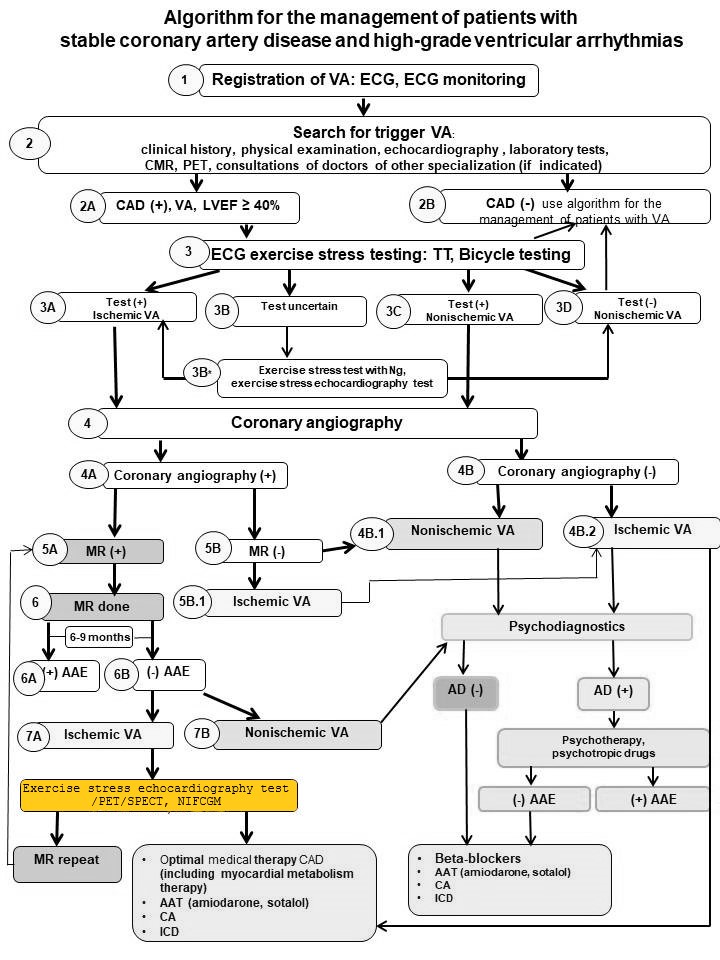 Algorithm for the management of patients with
stable coronary artery disease and high-grade ventricular arrhythmias
1
Registration of VA: ECG, ECG monitoring
2
Search for trigger VA:
clinical history, physical examination, echocardiography , laboratory tests,
CMR, PET, consultations of doctors of other specialization (if indicated)
2A
CAD (+), VA, LVEF ≥ 40%
2B
CAD (-) use algorithm for the
management of patients with VA
3
ECG exercise stress testing: TT, Bicycle testing
3A
Test (+)
Ischemic VA
3B
Test uncertain
3C
Test (+)
Nonischemic VA
3D
Test (-)
Nonischemic VA
3B*
Exercise stress test with Ng,
exercise stress echocardiography test
4
Coronary angiography
4A
Coronary angiography (+)
4B
Coronary angiography (-)
5A
MR (+)
5B
MR (-)
4B.1
Nonischemic VA
4B.2
Ischemic VA
6
MR done
5B.1
Ischemic VA
6-9 months
Psychodiagnostics
6A
(+) AAE
6B
(-) AAE
AD (-)
AD (+)
7A
Ischemic VA
7B
Nonischemic VA
Psychotherapy,
psychotropic drugs
Exercise stress echocardiography test
/PET/SPECT, NIFCGM
(-) AAE
(+) AAE
MR repeat
• Optimal medical therapy CAD
(including myocardial metabolism
therapy)
• AAT (amiodarone, sotalol)
• CA
• ICD
• Beta-blockers
• AAT (amiodarone, sotalol)
• CA
• ICD